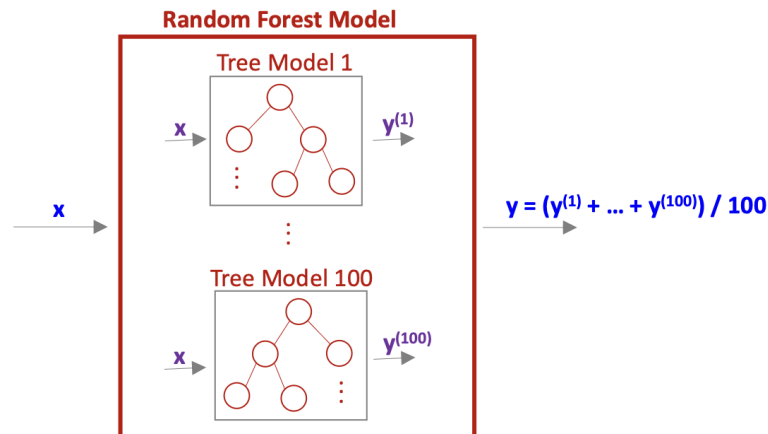 Random Forest Model
Tree Model 1
x
y(1)
⋮
x
y = (y(1) + ... + y(100)) / 100
⋮
Tree Model 100
x
y(100)
⋮